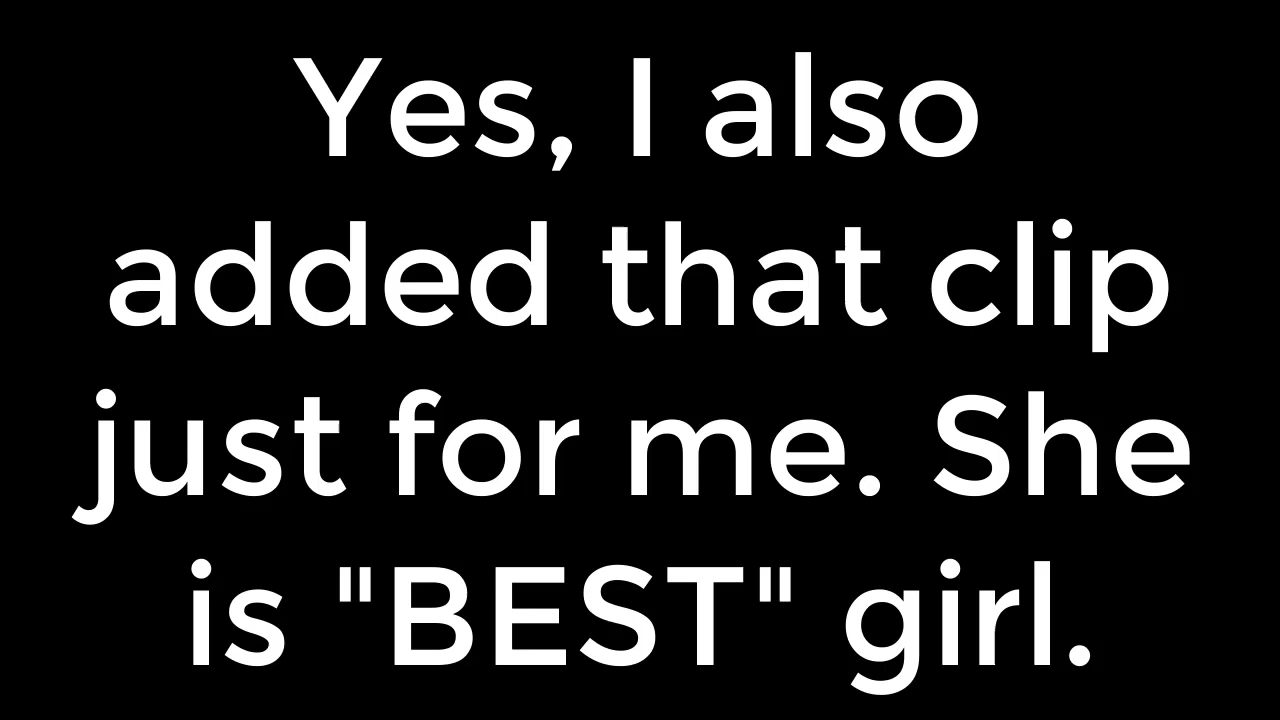 Yes, I also
added that clip
just for me. She
is "BEST" girl.